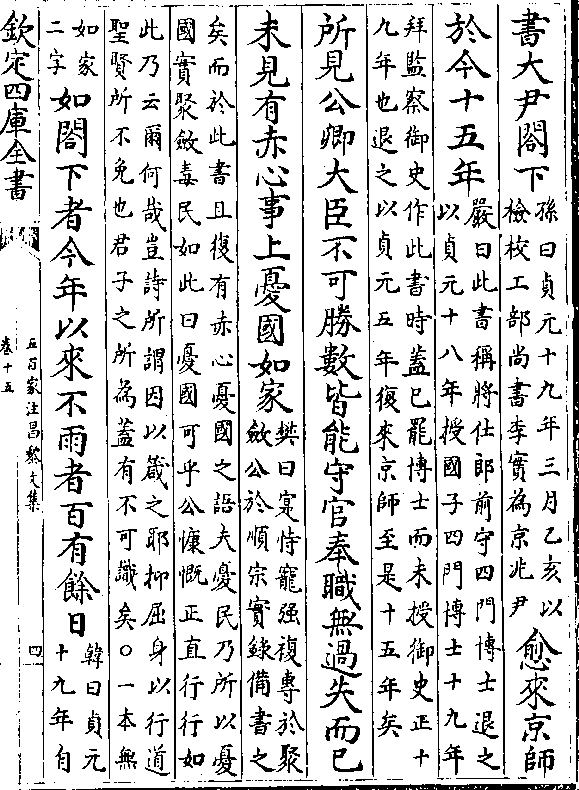 書大尹閣下
孫曰貞元十九年三月乙亥以
檢校工部尚書李實為京兆尹
愈來京師
於今十五年
嚴曰此書稱將仕郎前守四門博士退之
以貞元十八年授國子四門博士十九年
拜監察御史作此書時蓋已罷博士而未授御史正十
九年也退之以貞元五年復來京師至是十五年矣
所見公卿大臣不可勝數皆能守官奉職無過失而已
未見有赤心事上憂國如家
樊曰寔恃寵强複專於聚
斂公於順宗實錄備書之
矣而於此書且復有赤心憂國之語夫憂民乃所以憂
國實聚斂毒民如此曰憂國可乎公慷慨正直行行如
此乃云爾何哉豈詩所謂因以箴之耶抑屈身以行道
聖賢所不免也君子之所為蓋有不可識矣○一本無
如家
二字
如閣下者今年以來不雨者百有餘日
韓曰貞元
十九年自
欽定四庫全書
五百家注昌黎文集
卷十五
四